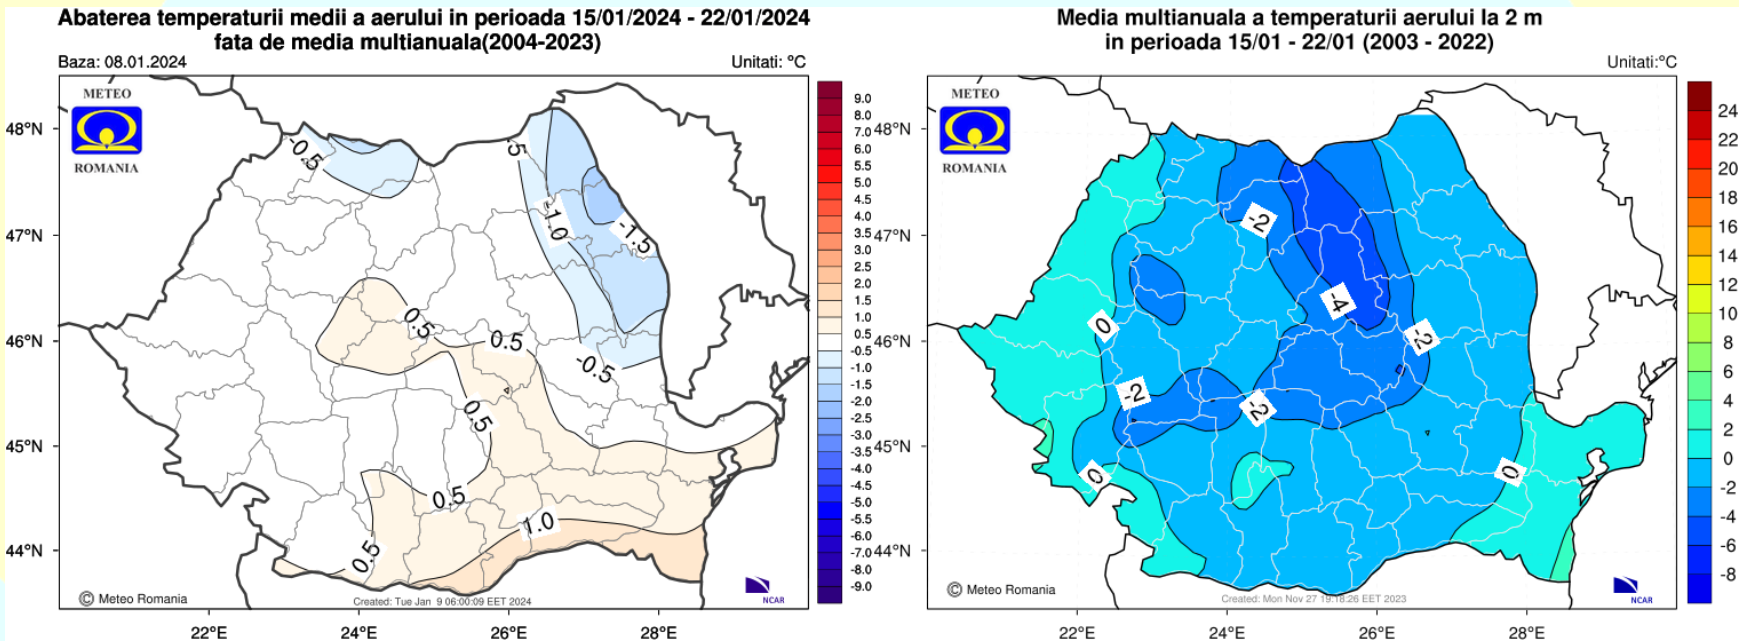 Abaterea temperaturii medii a aerului in perioada 15/01/2024 - 22/01/2024
fata de media multianuala(2004-2023)
Baza: 08.01.2024
Unitati: °C
METEO
ROMANIA
48°N
47°N
46°N
45°N
44°N
22°E
24°E
26°E
28°E
-0.5
.5
-1.0
-1.5
0.5
0.5
-0.5
0.5
0.5
1.0
0.5
9.0
8.0
7.0
6.0
5.5
5.0
4.5
4.0
3.5
3.0
2.5
2.0
1.5
1.0
0.5
-0.5
-1.0
-1.5
-2.0
-2.5
-3.0
-3.5
-4.0
-4.5
-5.0
-5.5
-6.0
-7.0
-8.0
-9.0
© Meteo Romania
Created: Tue Jan 9 06:00:09 EET 2024
NCAR
Media multianuala a temperaturii aerului la 2 m
in perioada 15/01 - 22/01 (2003 - 2022)
Unitati:°C
METEO
ROMANIA
48°N
47°N
46°N
45°N
44°N
22°E
24°E
26°E
28°E
-2
-4
0
-2
-2
-2
0
0
24
22
20
18
16
14
12
10
8
6
4
2
0
-2
-4
-6
-8
© Meteo Romania
Created: Mon Nov 27 19:18:26 EET 2023
NCAR